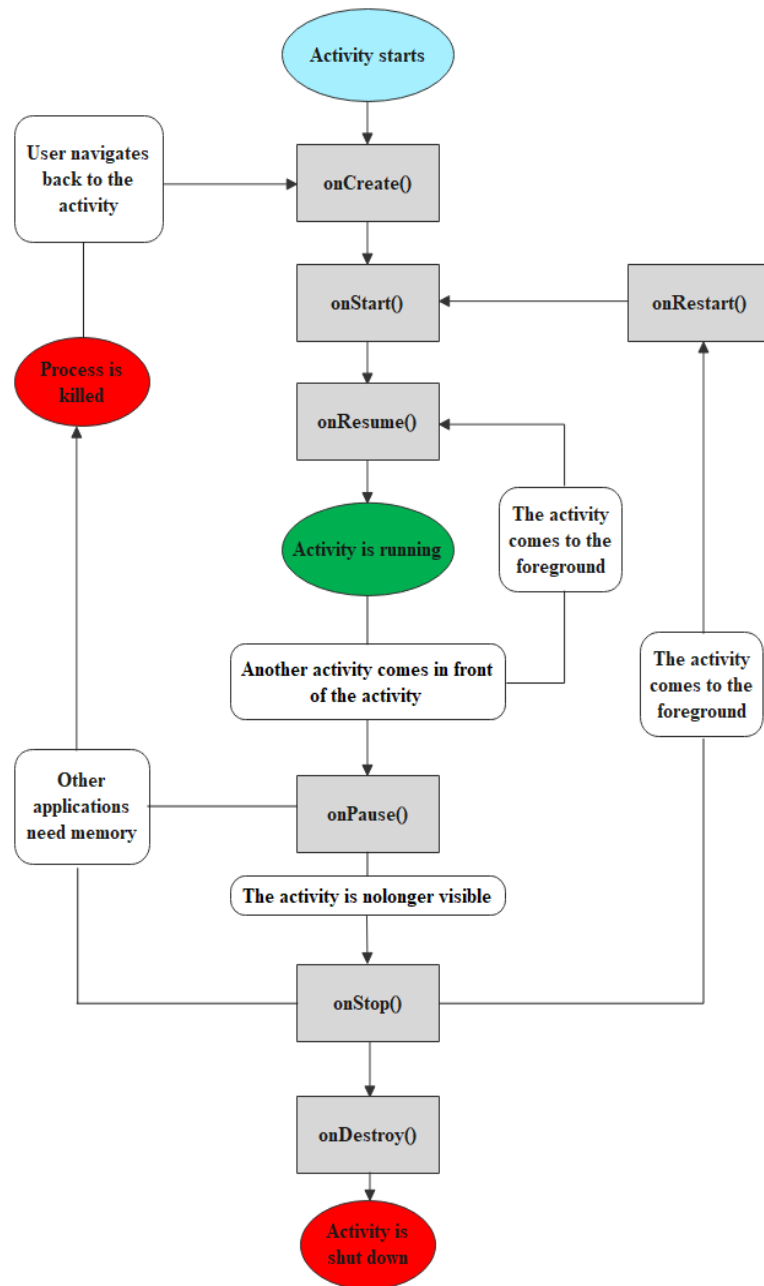 Activity starts
User navigates
back to the
activity
onCreate()
onStart()
onRestart()
Process is
killed
onResume()
The activity
comes to the
foreground
Activity is running
Another activity comes in front
of the activity
The activity
comes to the
foreground
Other
applications
need memory
onPause()
The activity is nolonger visible
onStop()
onDestroy()
Activity is
shut down